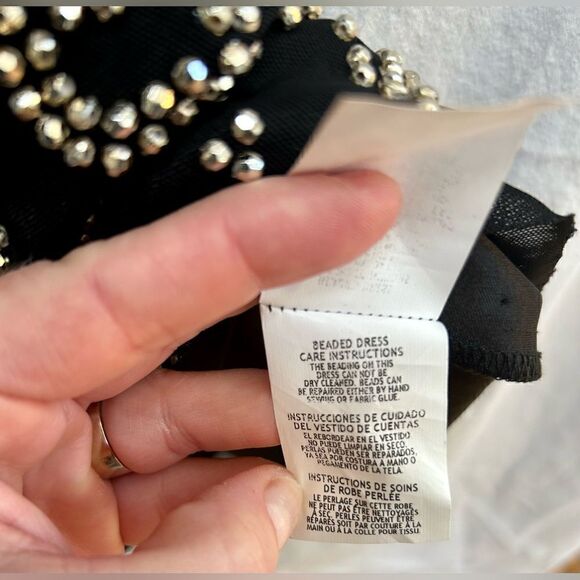 BEADED DRESS
CARE INSTRUCTIONS
THE BEADING ON THIS
DRESS CAN NOT BE
DRY CLEANED. BEADS CAN
BE REPAIRED EITHER BY HAND
SEWING OR FABRIC GLUE.
INSTRUCCIONES DE CUIDADO
DEL VESTIDO DE CUENTAS
EL REBORDEAR EN EL VESTIDO
NO PUEDE LIMPIAR EN SECO.
PERLAS PUEDEN SER REPARADOS,
YA SEA POR COSTURA A MANO O
PEGAMENTO DE LA TELA.
INSTRUCTIONS DE SOINS
DE ROBE PERLÉE
LE PERLAGE SUR CETTE ROBE
NE PEUT PAS ÊTRE NETTOYÉS
À SEC. PERLES PEUVENT ÊTRE
RÉPARÉS SOIT PAR COUTURE À LA
MAIN OU À LA COLLE POUR TISSU.